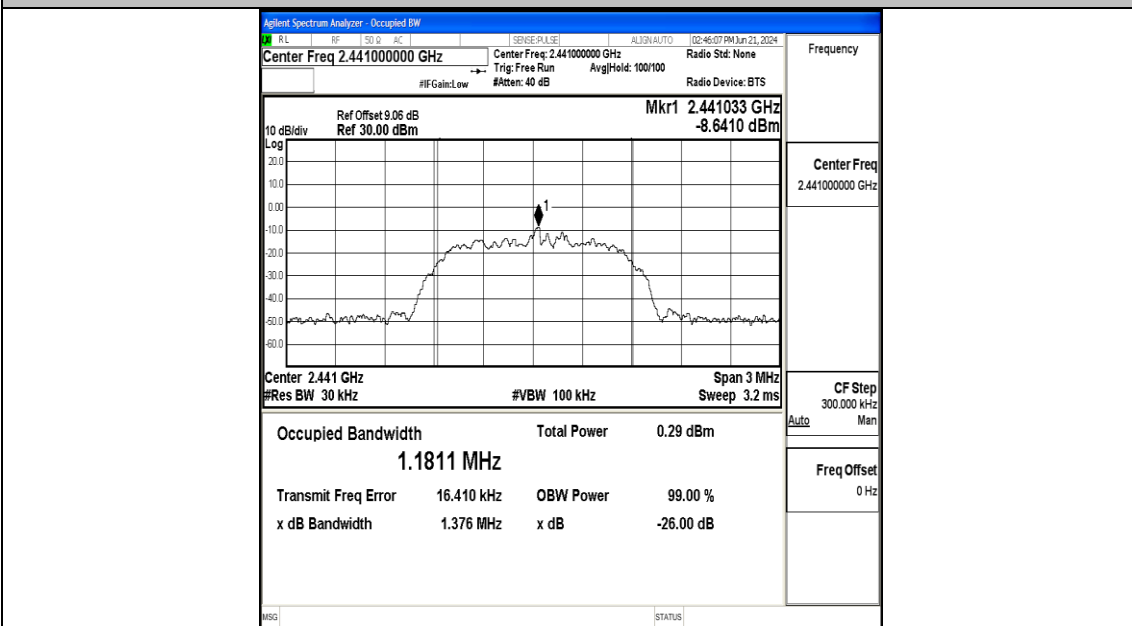 Agilent Spectrum Analyzer - Occupied BW
LXI RL RF 50 Ω AC SENSE:PULSE ALIGN AUTO 02:46:07 PM Jun 21, 2024
Center Freq 2.441000000 GHz
Center Freq: 2.441000000 GHz Radio Std: None
Trig: Free Run Avg|Hold: 100/100
#IFGain:Low #Atten: 40 dB Radio Device: BTS
Ref Offset 9.06 dB
10 dB/div Ref 30.00 dBm
Mkr1 2.441033 GHz
-8.6410 dBm
Log
20.0
10.0
0.00
-10.0
-20.0
-30.0
-40.0
-50.0
-60.0
1
Center 2.441 GHz Span 3 MHz
#Res BW 30 kHz #VBW 100 kHz Sweep 3.2 ms
Occupied Bandwidth Total Power 0.29 dBm
1.1811 MHz
Transmit Freq Error 16.410 kHz OBW Power 99.00 %
x dB Bandwidth 1.376 MHz x dB -26.00 dB
MSG STATUS
Frequency
Center Freq
2.441000000 GHz
CF Step
300.000 kHz
Auto Man
Freq Offset
0 Hz